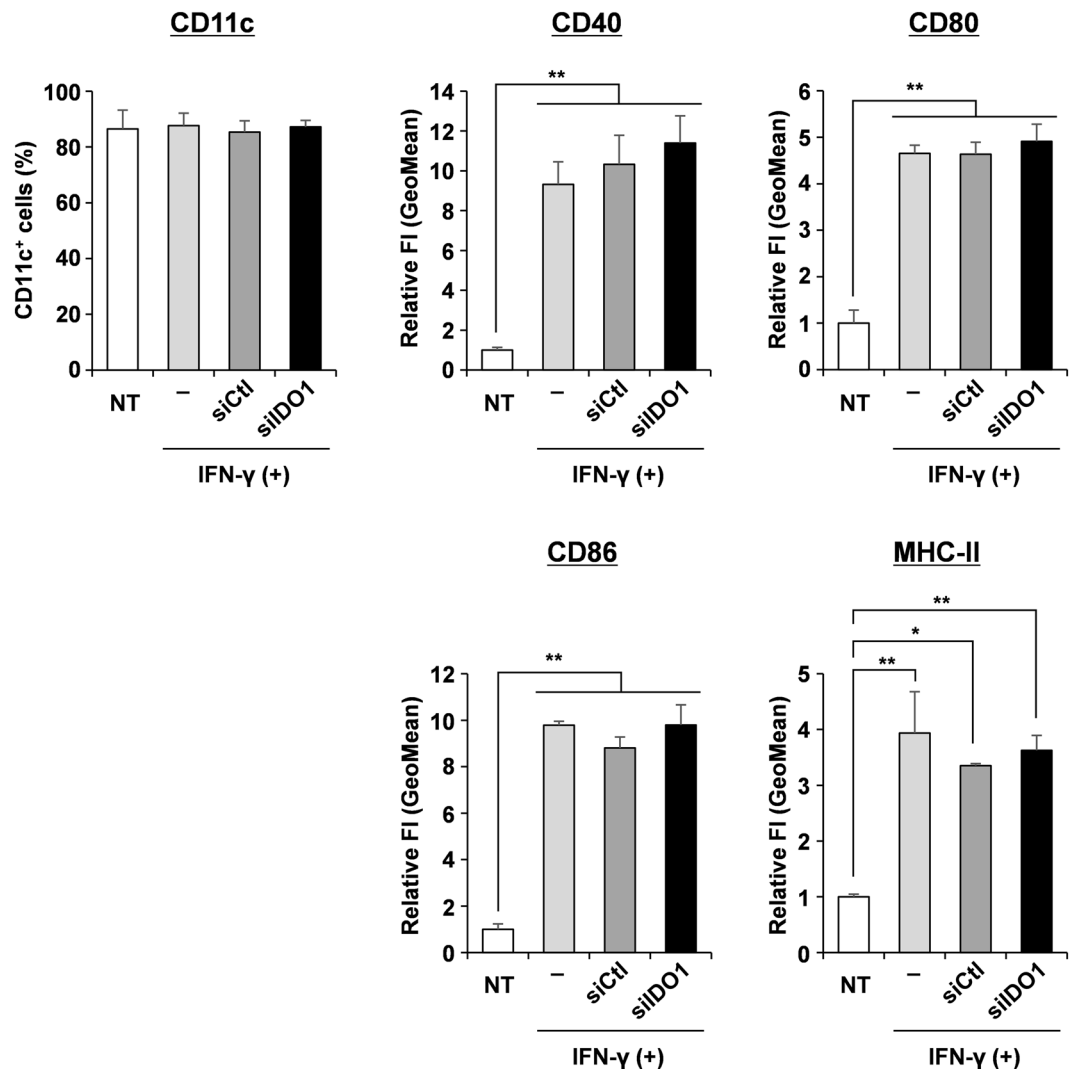 CD11c
CD11c⁺ cells (%)
100
80
60
40
20
0
NT
–
siCtl
siIDO1
IFN-γ (+)
CD40
Relative FI (GeoMean)
14
12
10
8
6
4
2
0
**
NT
–
siCtl
siIDO1
IFN-γ (+)
CD80
Relative FI (GeoMean)
6
5
4
3
2
1
0
**
NT
–
siCtl
siIDO1
IFN-γ (+)
CD86
Relative FI (GeoMean)
12
10
8
6
4
2
0
**
NT
–
siCtl
siIDO1
IFN-γ (+)
MHC-II
Relative FI (GeoMean)
5
4
3
2
1
0
**
*
**
NT
–
siCtl
siIDO1
IFN-γ (+)